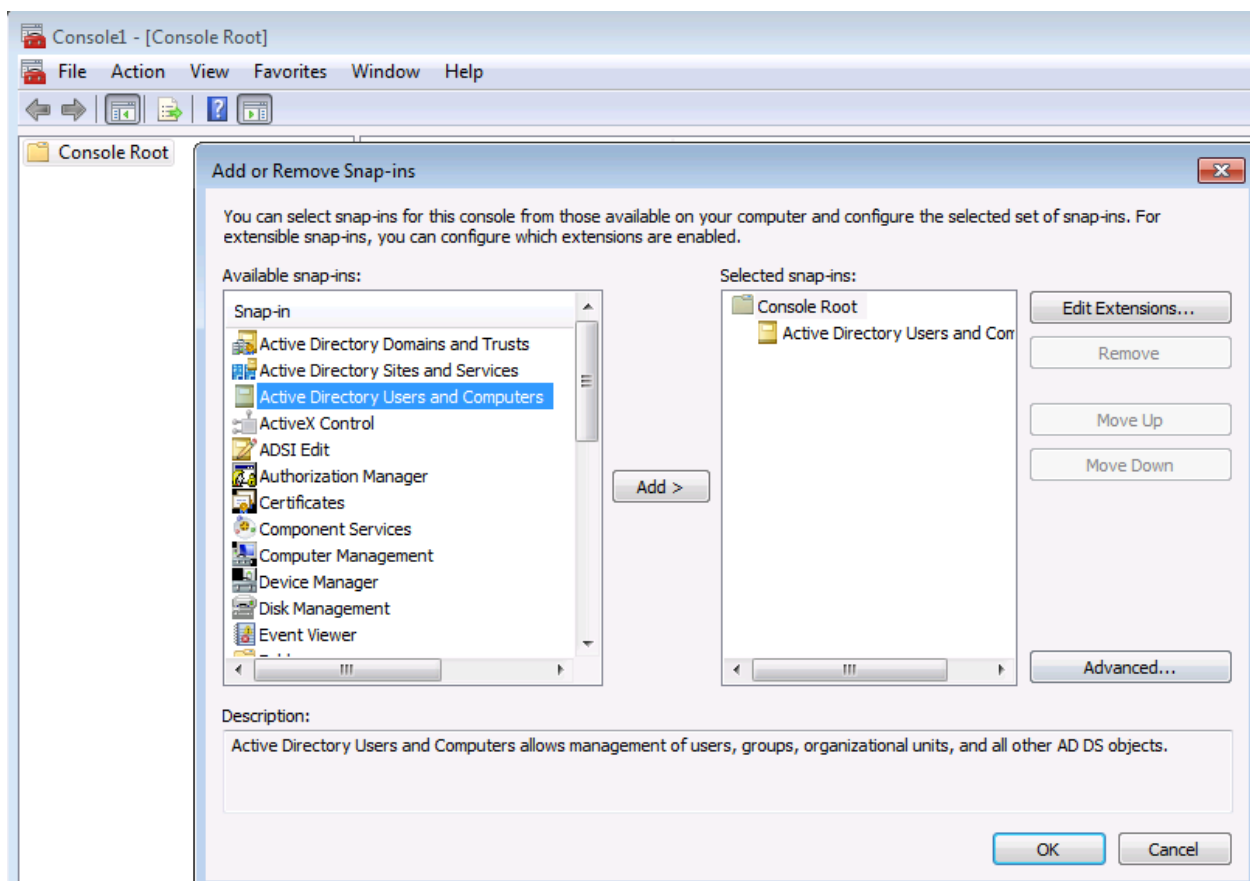 Console1 - [Console Root]
File Action View Favorites Window Help
Console Root
Add or Remove Snap-ins
You can select snap-ins for this console from those available on your computer and configure the selected set of snap-ins. For
extensible snap-ins, you can configure which extensions are enabled.
Available snap-ins:
Snap-in
Active Directory Domains and Trusts
Active Directory Sites and Services
Active Directory Users and Computers
ActiveX Control
ADSI Edit
Authorization Manager
Certificates
Component Services
Computer Management
Device Manager
Disk Management
Event Viewer
Add >
Selected snap-ins:
Console Root
Active Directory Users and Com
Edit Extensions...
Remove
Move Up
Move Down
Advanced...
Description:
Active Directory Users and Computers allows management of users, groups, organizational units, and all other AD DS objects.
OK
Cancel